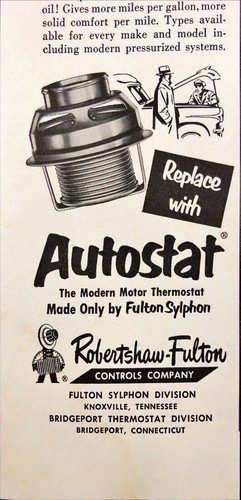 oil! Gives more miles per gallon, more
solid comfort per mile. Types avail-
able for every make and model in-
cluding modern pressurized systems.
Replace
with
Autostat®
The Modern Motor Thermostat
Made Only by Fulton Sylphon
Robertshaw-Fulton
®
CONTROLS COMPANY
FULTON SYLPHON DIVISION
KNOXVILLE, TENNESSEE
BRIDGEPORT THERMOSTAT DIVISION
BRIDGEPORT, CONNECTICUT